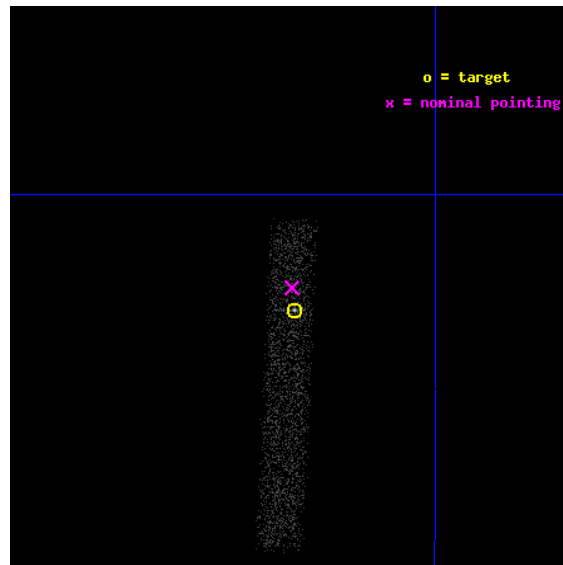 o = target
x = nominal pointing